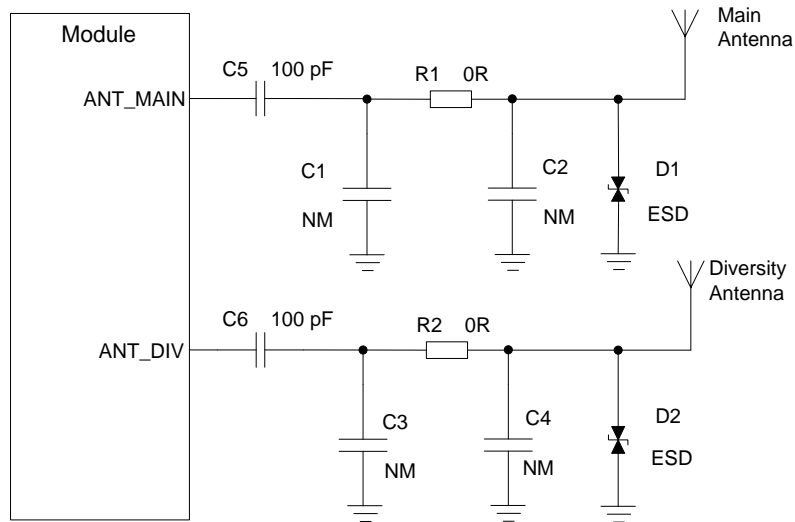 Module
Main
Antenna
C5 100 pF
R1 0R
ANT_MAIN
C1
NM
C2
NM
D1
ESD
Diversity
Antenna
C6 100 pF
R2 0R
ANT_DIV
C3
NM
C4
NM
D2
ESD